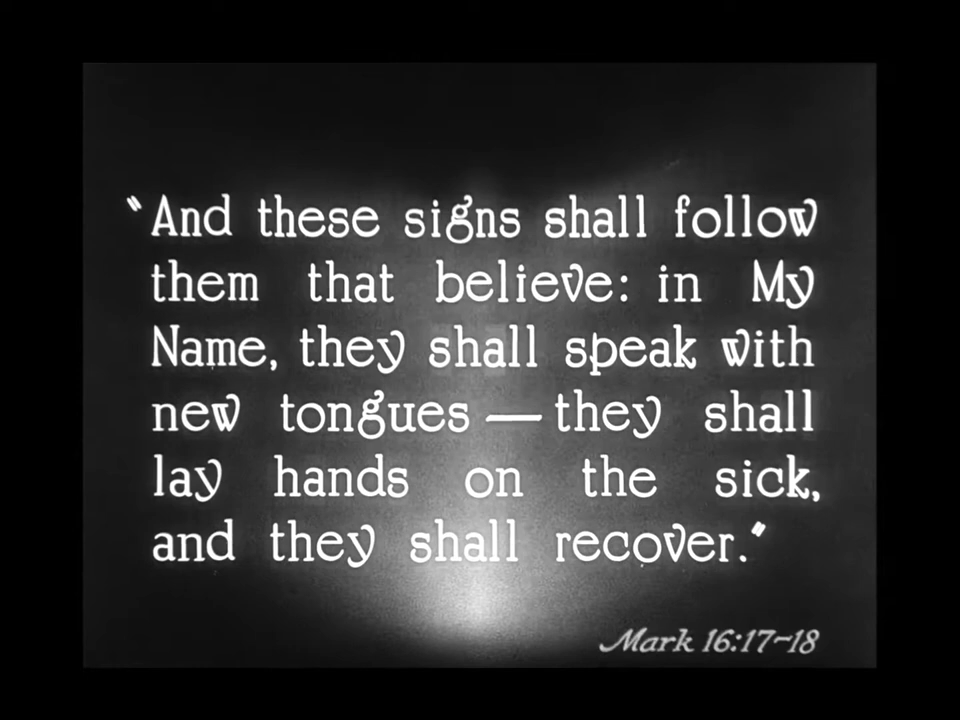 "And these signs shall follow
them that believe: in My
Name, they shall speak with
new tongues — they shall
lay hands on the sick,
and they shall recover."
Mark 16:17-18